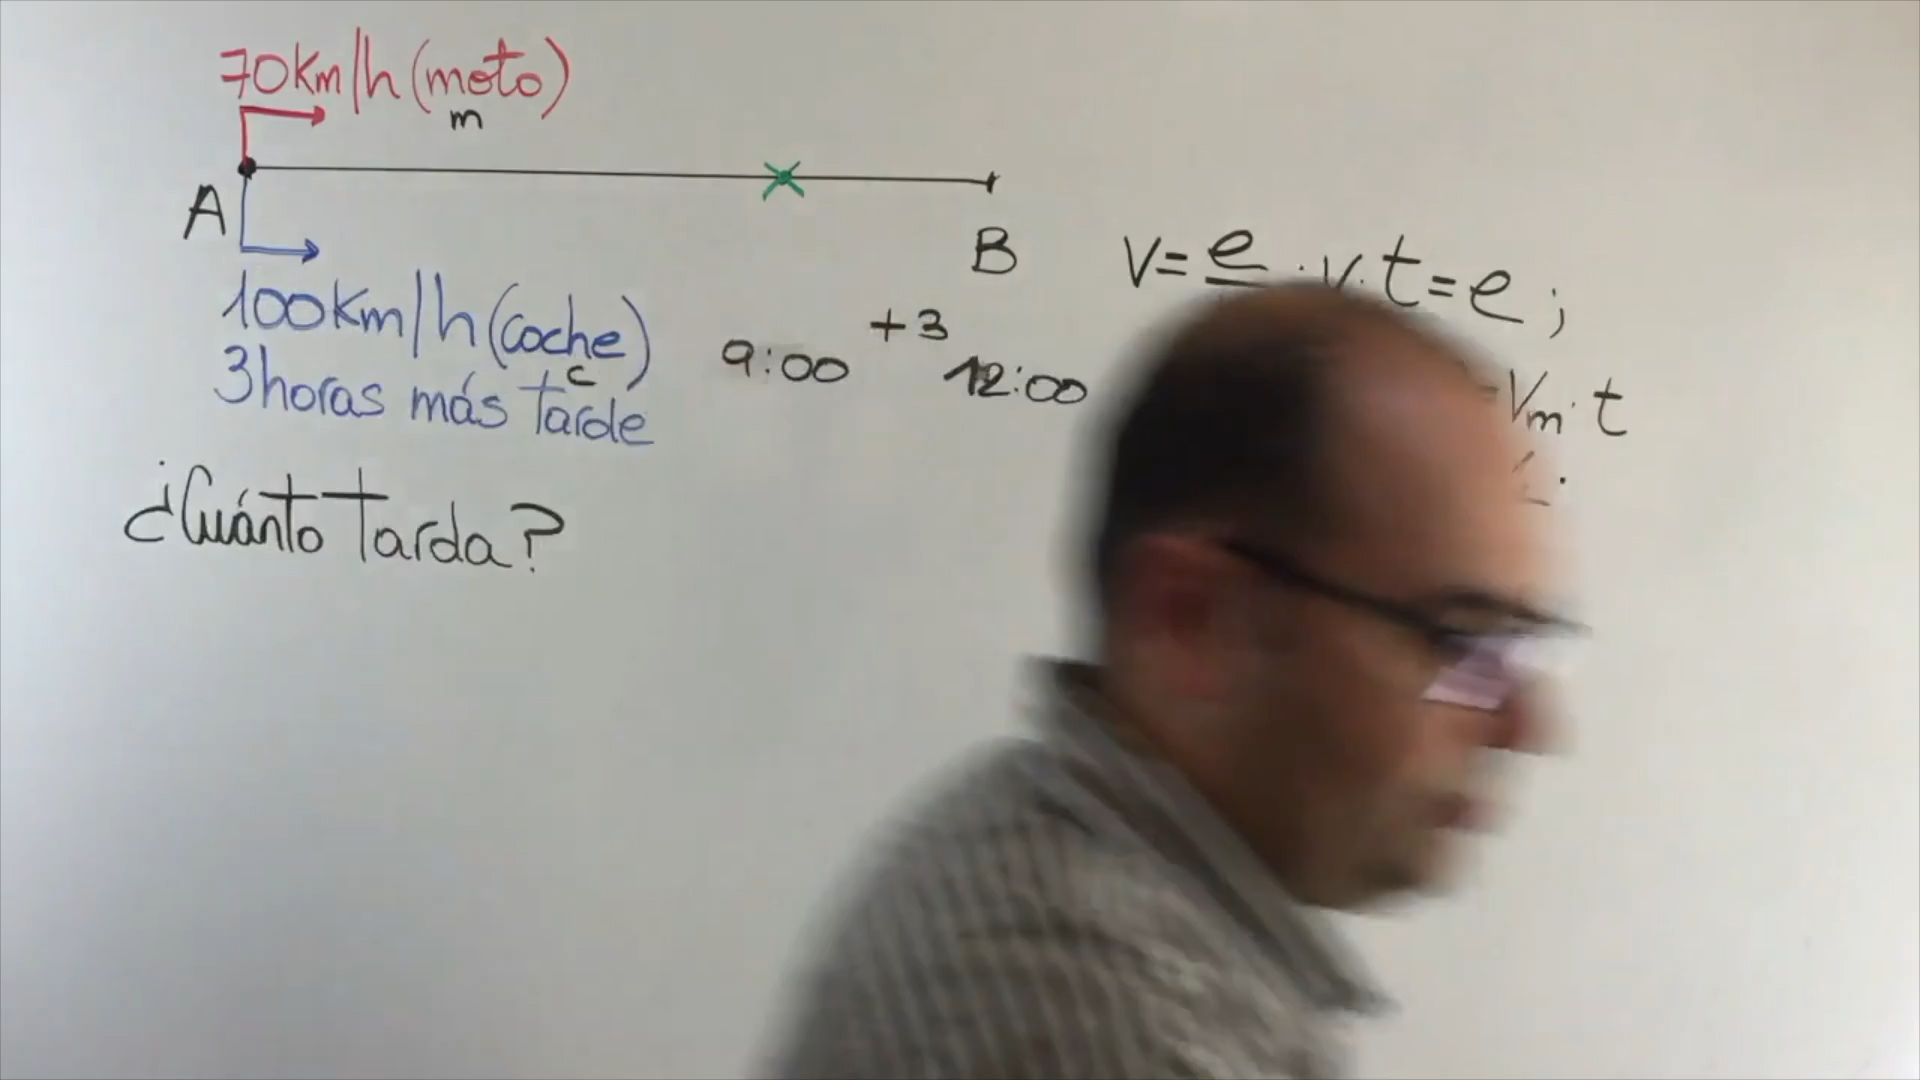 70km/h (moto)
m
A
B
100km/h (coche)
c
3 horas más tarde
9:00 +3 12:00
¿Cuánto tarda?
V = e ; v · t = e ;
Vm · t